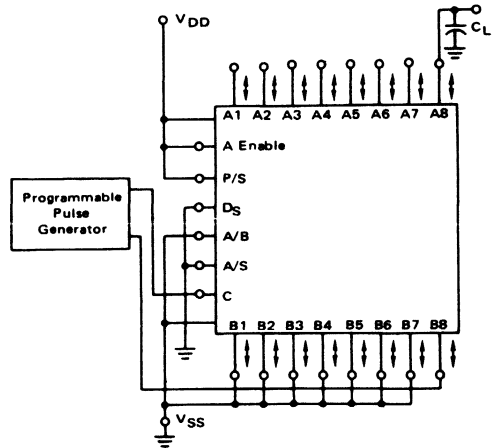 VDD
CL
A1 A2 A3 A4 A5 A6 A7 A8
A Enable
P/S
DS
A/B
A/S
C
Programmable
Pulse
Generator
B1 B2 B3 B4 B5 B6 B7 B8
VSS